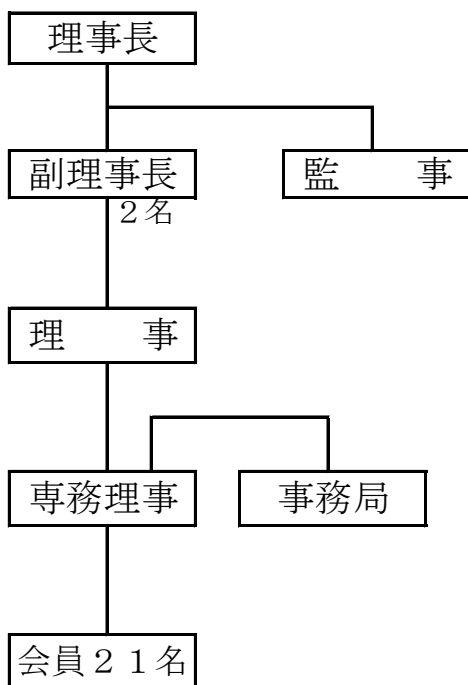 理事長
副理事長
監　　事
２名
理　　事
専務理事
事務局
会員２１名